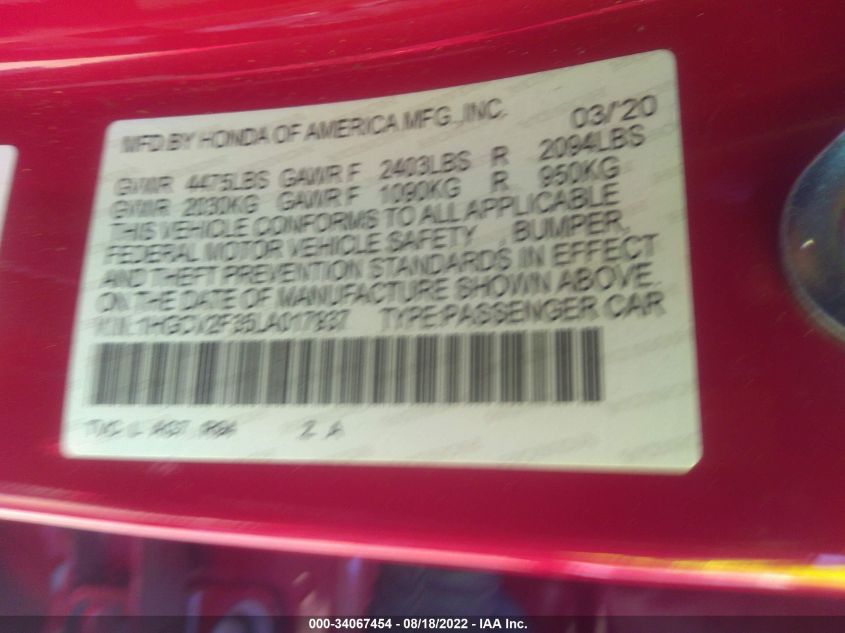 MFD. BY HONDA OF AMERICA MFG., INC. 03/'20
GVWR 4475LBS GAWR F 2403LBS R 2094LBS
GVWR 2030KG GAWR F 1090KG R 950KG
THIS VEHICLE CONFORMS TO ALL APPLICABLE
FEDERAL MOTOR VEHICLE SAFETY , BUMPER,
AND THEFT PREVENTION STANDARDS IN EFFECT
ON THE DATE OF MANUFACTURE SHOWN ABOVE.
V.I.N.: TYPE:PASSENGER CAR
Z A
000-34067454 - 08/18/2022 - IAA Inc.